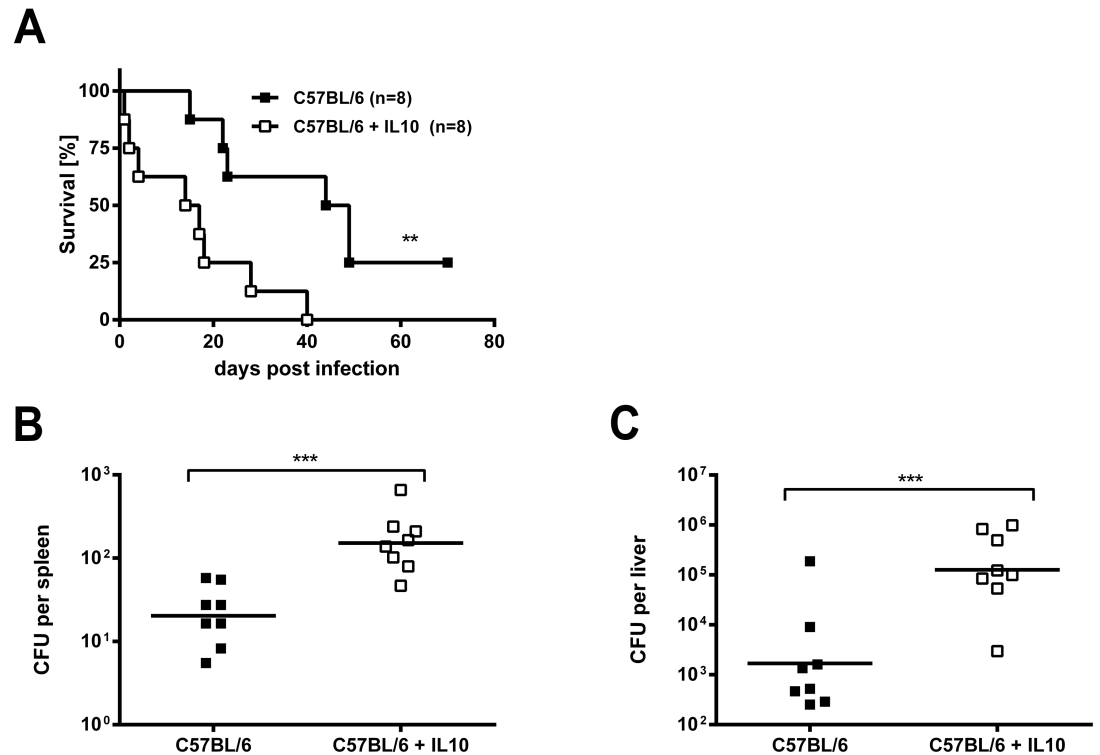 A
Survival [%]
100
75
50
25
0
0 20 40 60 80
days post infection
C57BL/6 (n=8)
C57BL/6 + IL10 (n=8)
**
B
CFU per spleen
10³
10²
10¹
10⁰
***
C57BL/6 C57BL/6 + IL10
C
CFU per liver
10⁷
10⁶
10⁵
10⁴
10³
10²
***
C57BL/6 C57BL/6 + IL10